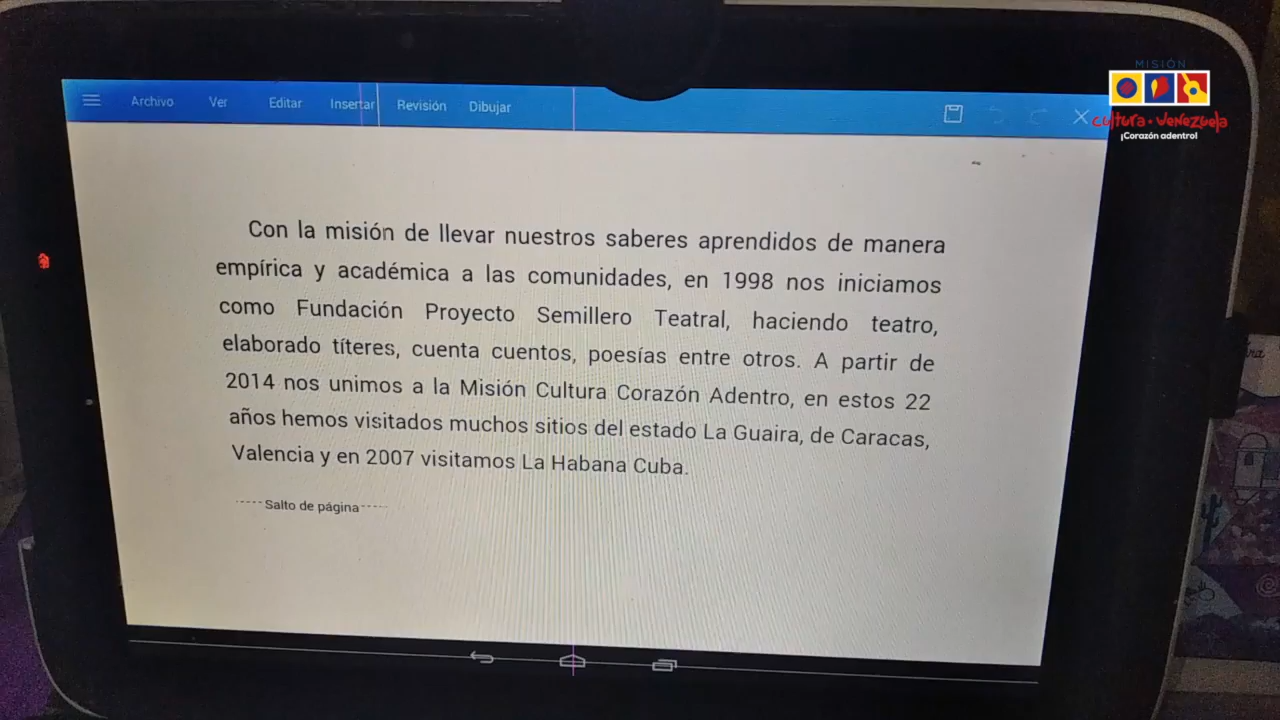 MISIÓN
cultura·Venezuela
¡Corazón adentro!
Archivo Ver Editar Insertar Revisión Dibujar
Con la misión de llevar nuestros saberes aprendidos de manera
empírica y académica a las comunidades, en 1998 nos iniciamos
como Fundación Proyecto Semillero Teatral, haciendo teatro,
elaborado títeres, cuenta cuentos, poesías entre otros. A partir de
2014 nos unimos a la Misión Cultura Corazón Adentro, en estos 22
años hemos visitados muchos sitios del estado La Guaira, de Caracas,
Valencia y en 2007 visitamos La Habana Cuba.
Salto de página